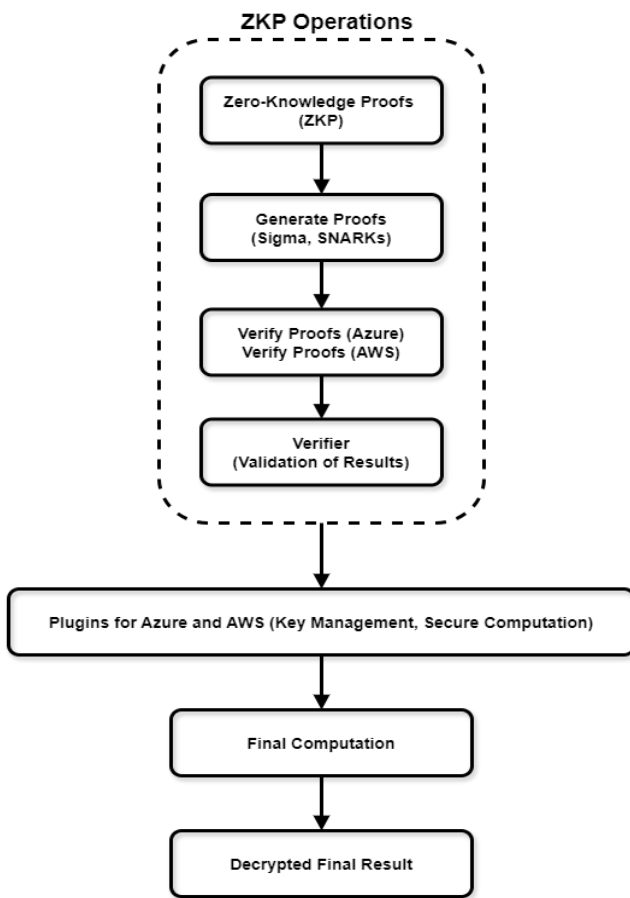 ZKP Operations
Zero-Knowledge Proofs
(ZKP)
Generate Proofs
(Sigma, SNARKs)
Verify Proofs (Azure)
Verify Proofs (AWS)
Verifier
(Validation of Results)
Plugins for Azure and AWS (Key Management, Secure Computation)
Final Computation
Decrypted Final Result